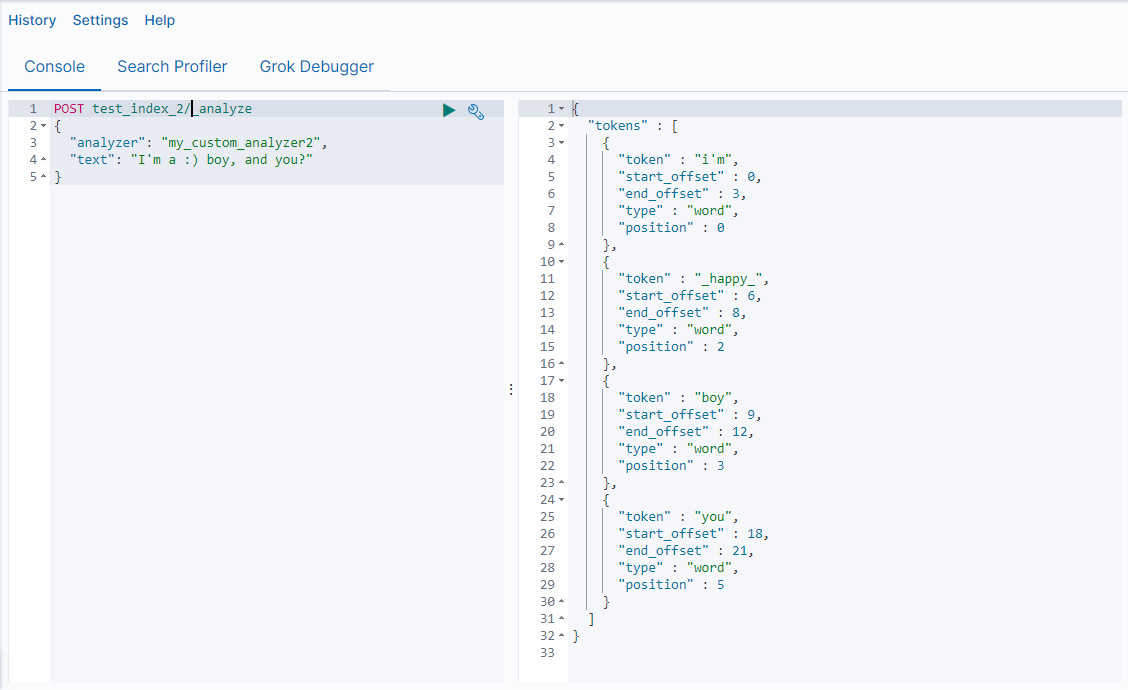 History Settings Help
Console Search Profiler Grok Debugger
1 POST test_index_2/_analyze
2 {
3 "analyzer": "my_custom_analyzer2",
4 "text": "I'm a :) boy, and you?"
5 }
1 {
2 "tokens" : [
3 {
4 "token" : "i'm",
5 "start_offset" : 0,
6 "end_offset" : 3,
7 "type" : "word",
8 "position" : 0
9 },
10 {
11 "token" : "_happy_",
12 "start_offset" : 6,
13 "end_offset" : 8,
14 "type" : "word",
15 "position" : 2
16 },
17 {
18 "token" : "boy",
19 "start_offset" : 9,
20 "end_offset" : 12,
21 "type" : "word",
22 "position" : 3
23 },
24 {
25 "token" : "you",
26 "start_offset" : 18,
27 "end_offset" : 21,
28 "type" : "word",
29 "position" : 5
30 }
31 ]
32 }
33